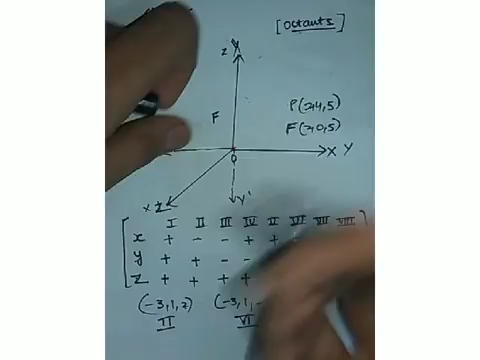 [Octants]
Z Y
P(2,4,5)
F
F(2,0,5)
O
X Y
X Z
Y'
I II III IV V VI VII VIII
x + - - + +
y + + - -
z + + + +
(-3,1,2) (-3,1,-
II VI